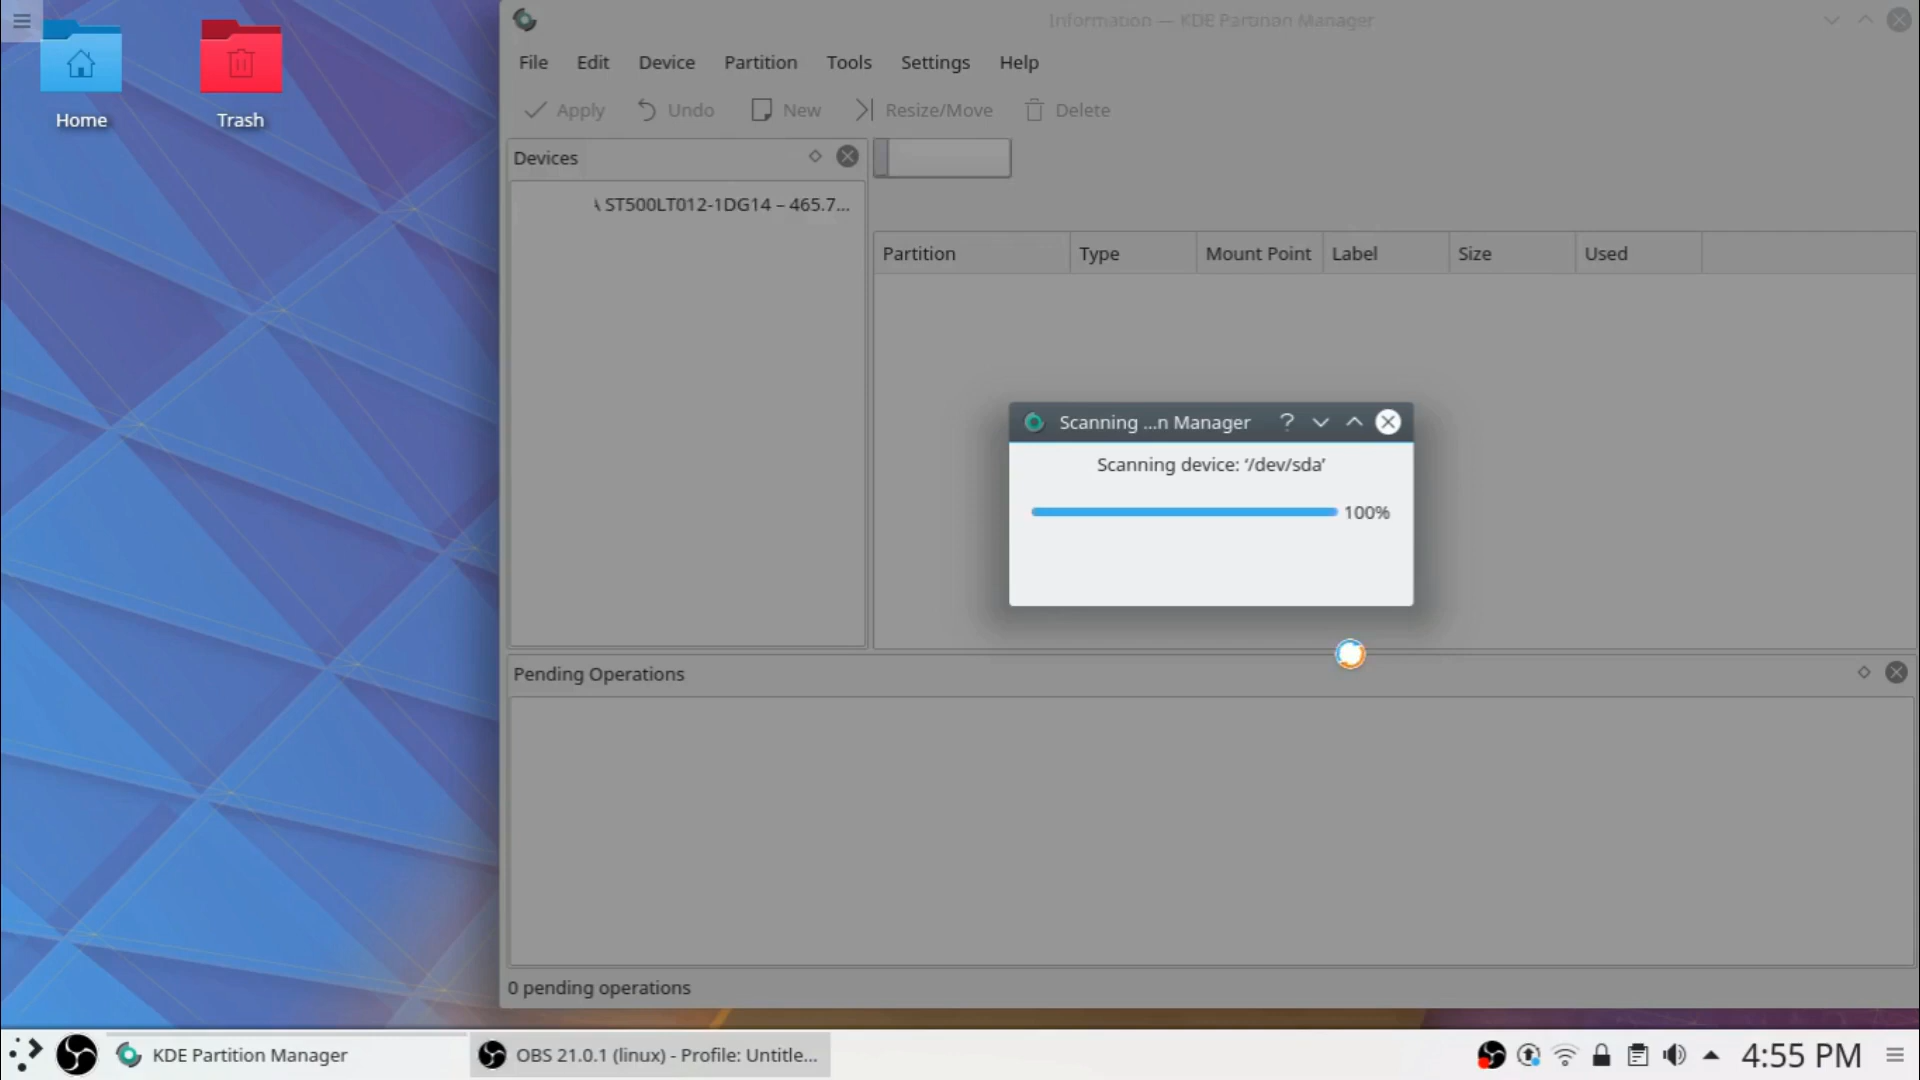 Home
Trash
Information — KDE Partition Manager
File Edit Device Partition Tools Settings Help
Apply Undo New Resize/Move Delete
Devices
ST500LT012-1DG14 – 465.7...
Partition Type Mount Point Label Size Used
Scanning ...n Manager ?
Scanning device: ‘/dev/sda’
100%
Pending Operations
0 pending operations
KDE Partition Manager
OBS 21.0.1 (linux) - Profile: Untitle...
4:55 PM